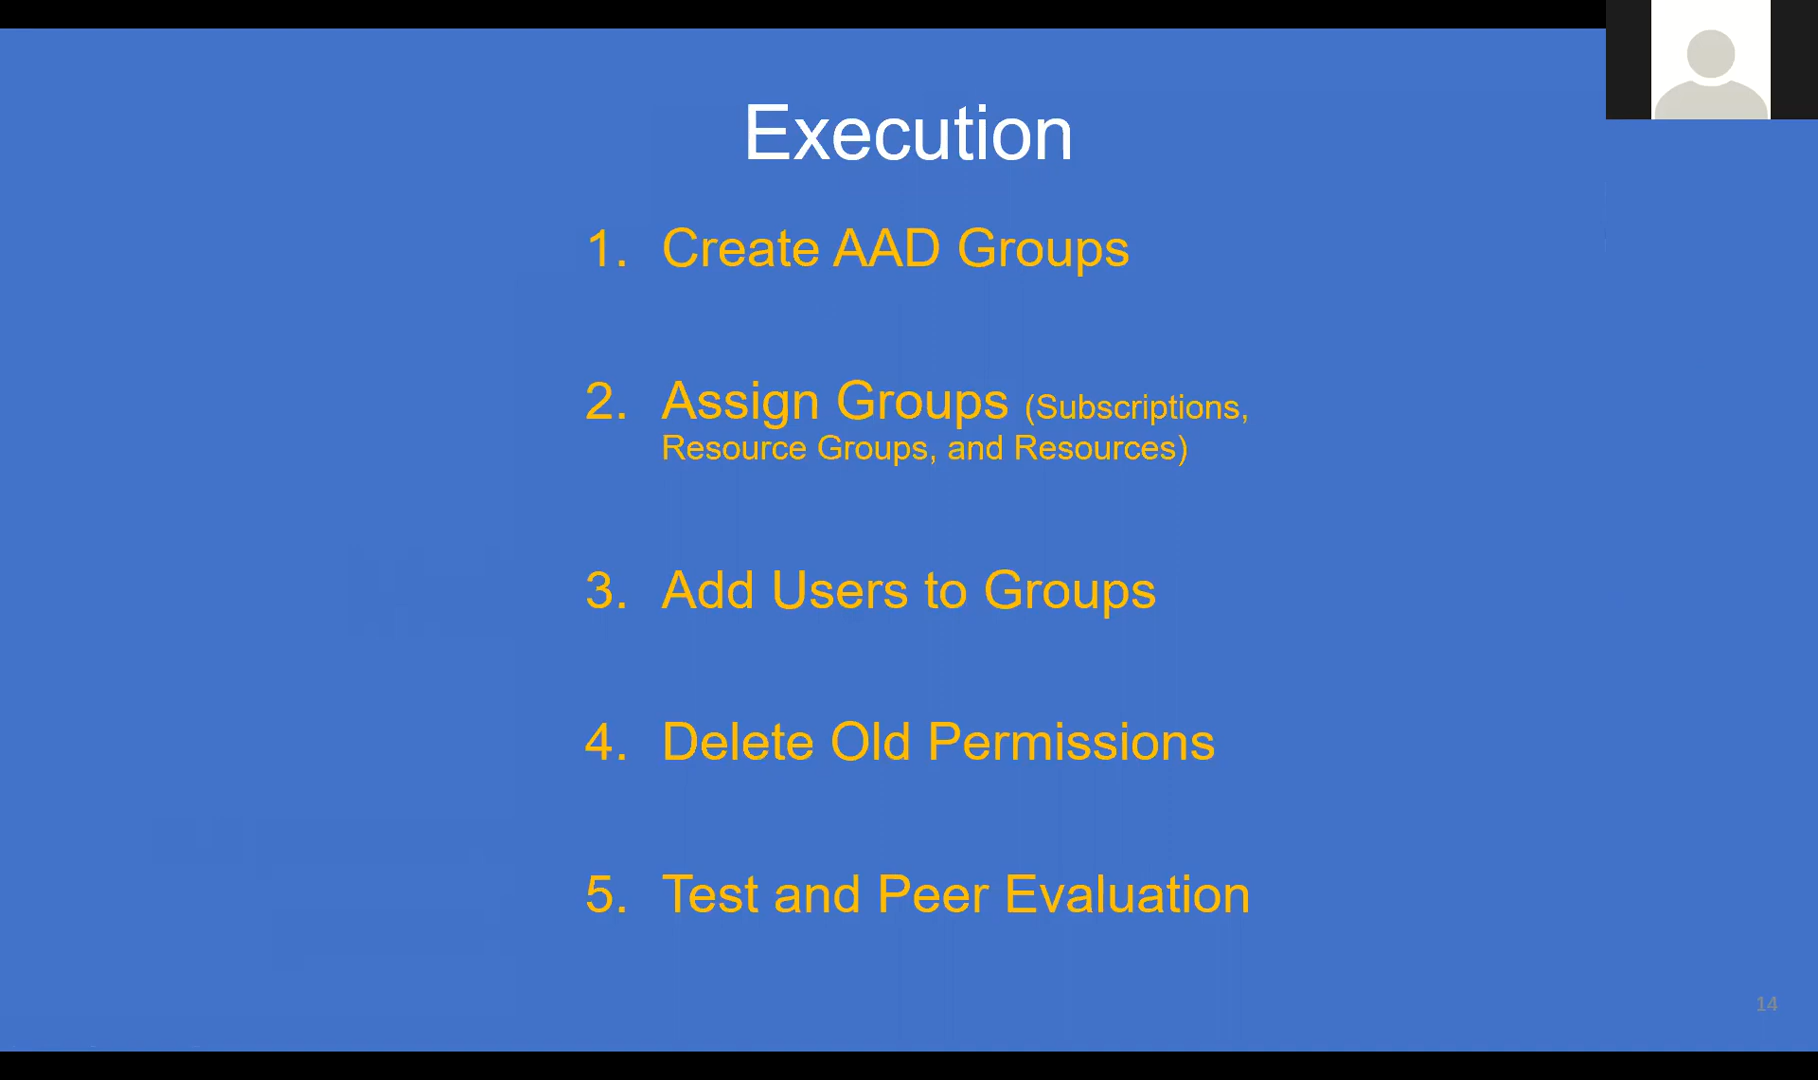 Execution
1. Create AAD Groups
2. Assign Groups (Subscriptions,
Resource Groups, and Resources)
3. Add Users to Groups
4. Delete Old Permissions
5. Test and Peer Evaluation
14